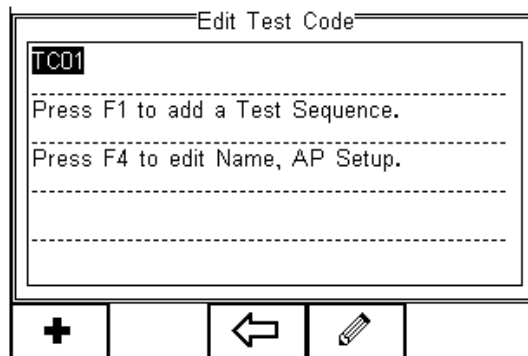 Edit Test Code
TC01
Press F1 to add a Test Sequence.
Press F4 to edit Name, AP Setup.